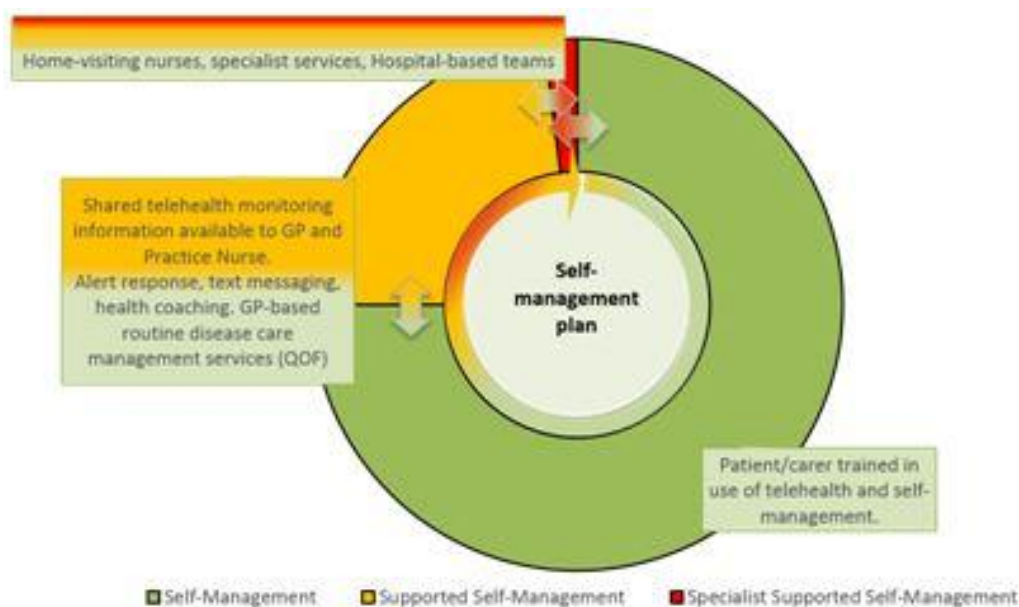 Home-visiting nurses, specialist services, Hospital-based teams
Shared telehealth monitoring
information available to GP and
Practice Nurse.
Alert response, text messaging,
health coaching. GP-based
routine disease care
management services (QOF)
Self-
management
plan
Patient/carer trained in
use of telehealth and self-
management.
Self-Management
Supported Self-Management
Specialist Supported Self-Management